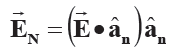 E⃗_N = (E⃗ • â_n) â_n